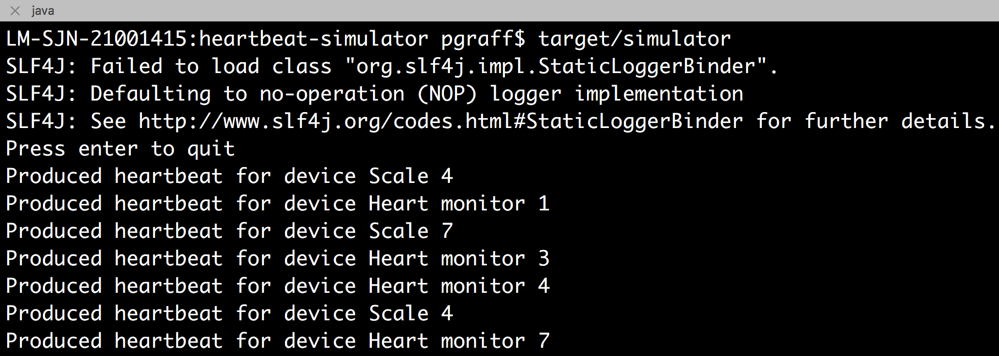 java
LM-SJN-21001415:heartbeat-simulator pgraff$ target/simulator
SLF4J: Failed to load class "org.slf4j.impl.StaticLoggerBinder".
SLF4J: Defaulting to no-operation (NOP) logger implementation
SLF4J: See http://www.slf4j.org/codes.html#StaticLoggerBinder for further details.
Press enter to quit
Produced heartbeat for device Scale 4
Produced heartbeat for device Heart monitor 1
Produced heartbeat for device Scale 7
Produced heartbeat for device Heart monitor 3
Produced heartbeat for device Heart monitor 4
Produced heartbeat for device Scale 4
Produced heartbeat for device Heart monitor 7